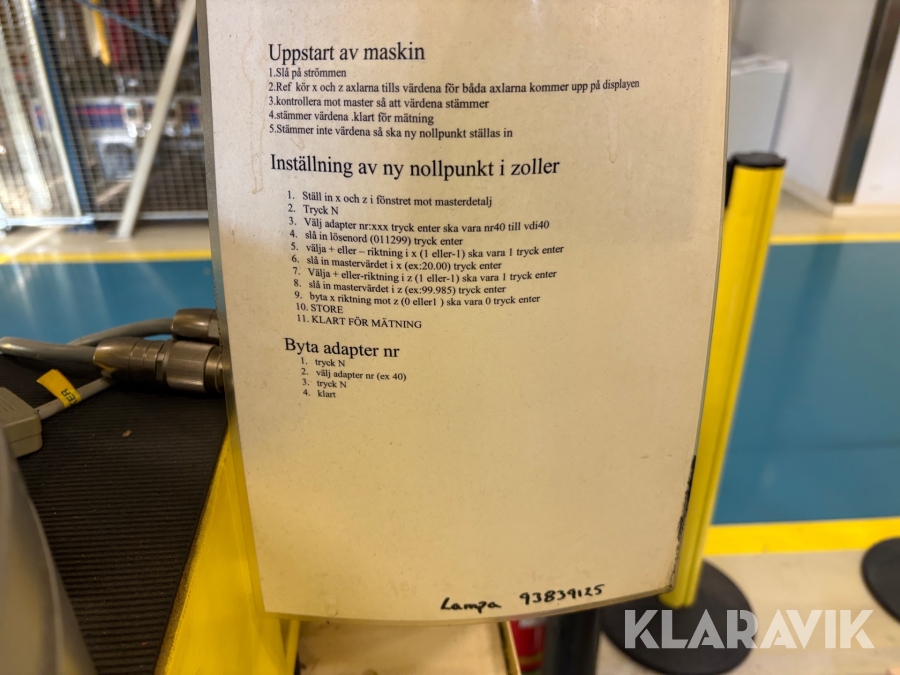 Uppstart av maskin
1.Slå på strömmen
2.Ref kör x och z axlarna tills värdena för båda axlarna kommer upp på displayen
3.kontrollera mot master så att värdena stämmer
4.stämmer värdena .klart för mätning
5.Stämmer inte värdena så ska ny nollpunkt ställas in
Inställning av ny nollpunkt i zoller
1. Ställ in x och z i fönstret mot masterdetalj
2. Tryck N
3. Välj adapter nr:xxx tryck enter ska vara nr40 till vdi40
4. slå in lösenord (011299) tryck enter
5. välja + eller – riktning i x (1 eller-1) ska vara 1 tryck enter
6. slå in mastervärdet i x (ex:20.00) tryck enter
7. Välja + eller-riktning i z (1 eller-1) ska vara 1 tryck enter
8. slå in mastervärdet i z (ex:99.985) tryck enter
9. byta x riktning mot z (0 eller1 ) ska vara 0 tryck enter
10. STORE
11. KLART FÖR MÄTNING
Byta adapter nr
1. tryck N
2. välj adapter nr (ex 40)
3. tryck N
4. klart
Lampa 93839125
KLARAVIK